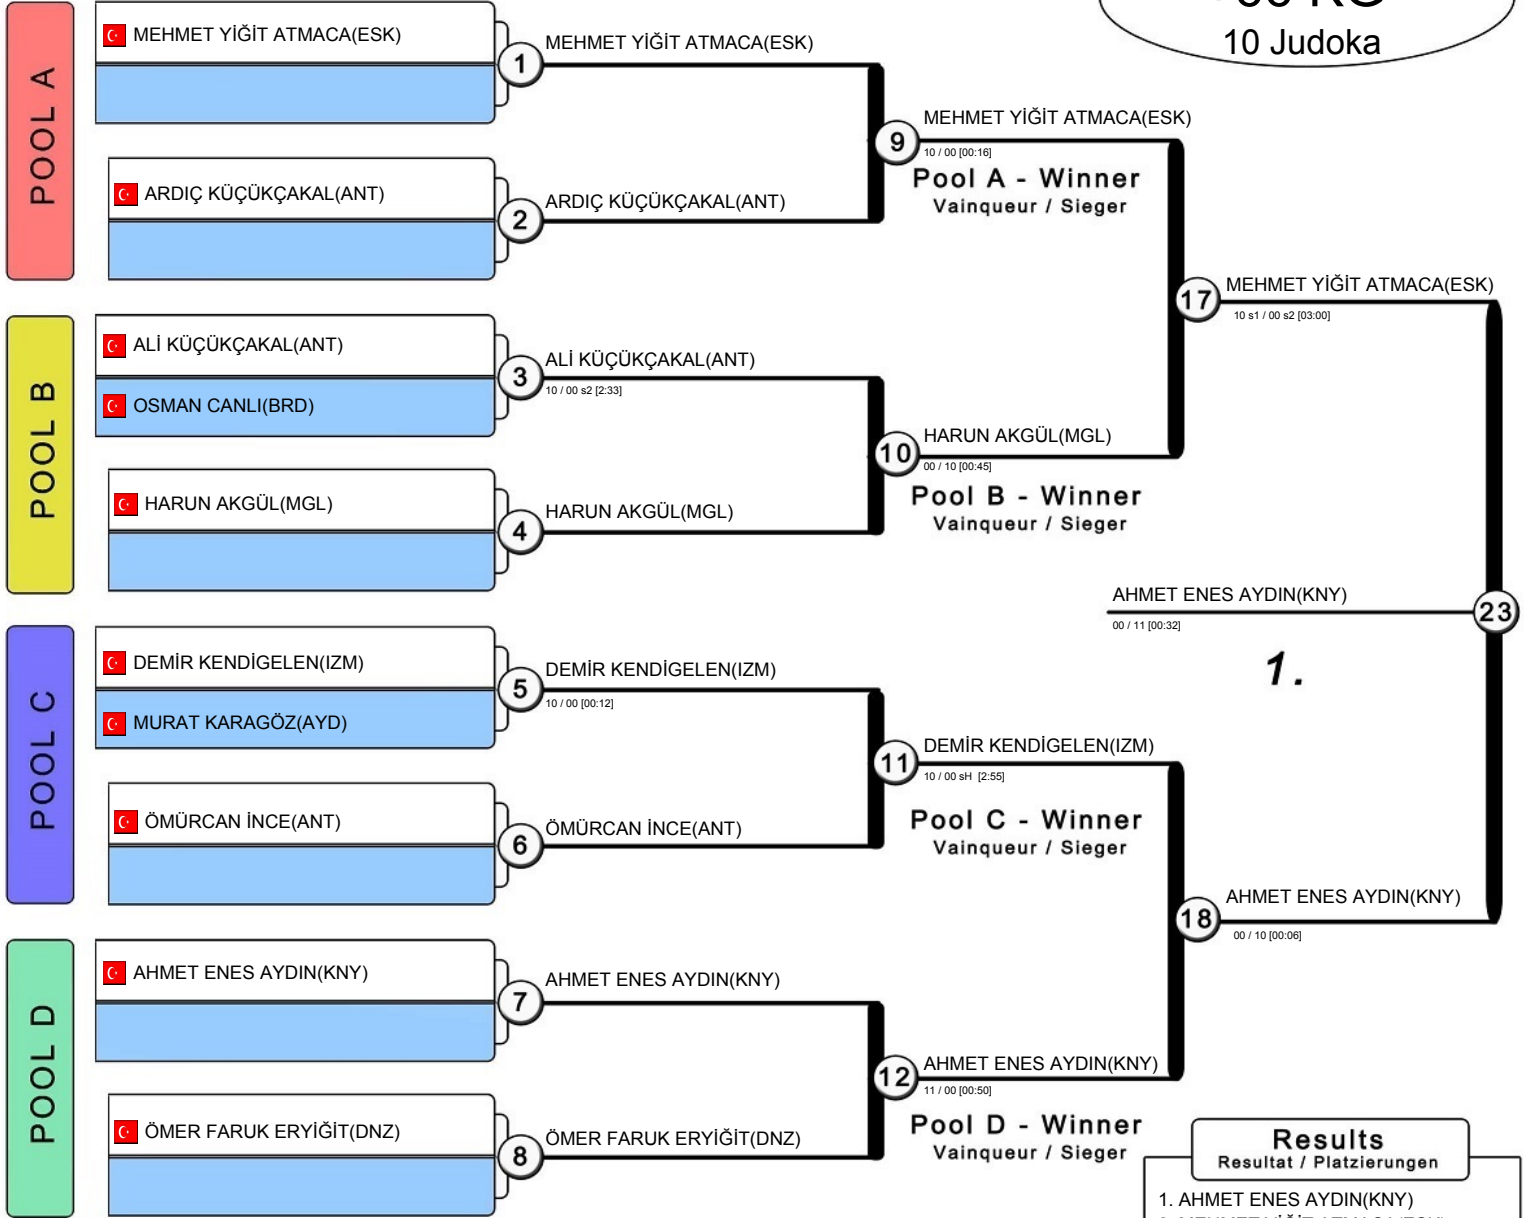 10 Judoka
POOL A
MEHMET YİĞİT ATMACA(ESK)
1
MEHMET YİĞİT ATMACA(ESK)
ARDIÇ KÜÇÜKÇAKAL(ANT)
2
ARDIÇ KÜÇÜKÇAKAL(ANT)
9
MEHMET YİĞİT ATMACA(ESK)
10 / 00 [00:16]
Pool A - Winner
Vainqueur / Sieger
POOL B
ALİ KÜÇÜKÇAKAL(ANT)
OSMAN CANLI(BRD)
3
ALİ KÜÇÜKÇAKAL(ANT)
10 / 00 s2 [2:33]
HARUN AKGÜL(MGL)
4
HARUN AKGÜL(MGL)
10
HARUN AKGÜL(MGL)
00 / 10 [00:45]
Pool B - Winner
Vainqueur / Sieger
17
MEHMET YİĞİT ATMACA(ESK)
10 s1 / 00 s2 [03:00]
POOL C
DEMİR KENDİGELEN(IZM)
MURAT KARAGÖZ(AYD)
5
DEMİR KENDİGELEN(IZM)
10 / 00 [00:12]
ÖMÜRCAN İNCE(ANT)
6
ÖMÜRCAN İNCE(ANT)
11
DEMİR KENDİGELEN(IZM)
10 / 00 sH [2:55]
Pool C - Winner
Vainqueur / Sieger
POOL D
AHMET ENES AYDIN(KNY)
7
AHMET ENES AYDIN(KNY)
ÖMER FARUK ERYİĞİT(DNZ)
8
ÖMER FARUK ERYİĞİT(DNZ)
12
AHMET ENES AYDIN(KNY)
11 / 00 [00:50]
Pool D - Winner
Vainqueur / Sieger
18
AHMET ENES AYDIN(KNY)
00 / 10 [00:06]
23
AHMET ENES AYDIN(KNY)
00 / 11 [00:32]
1.
Results
Resultat / Platzierungen
1. AHMET ENES AYDIN(KNY)